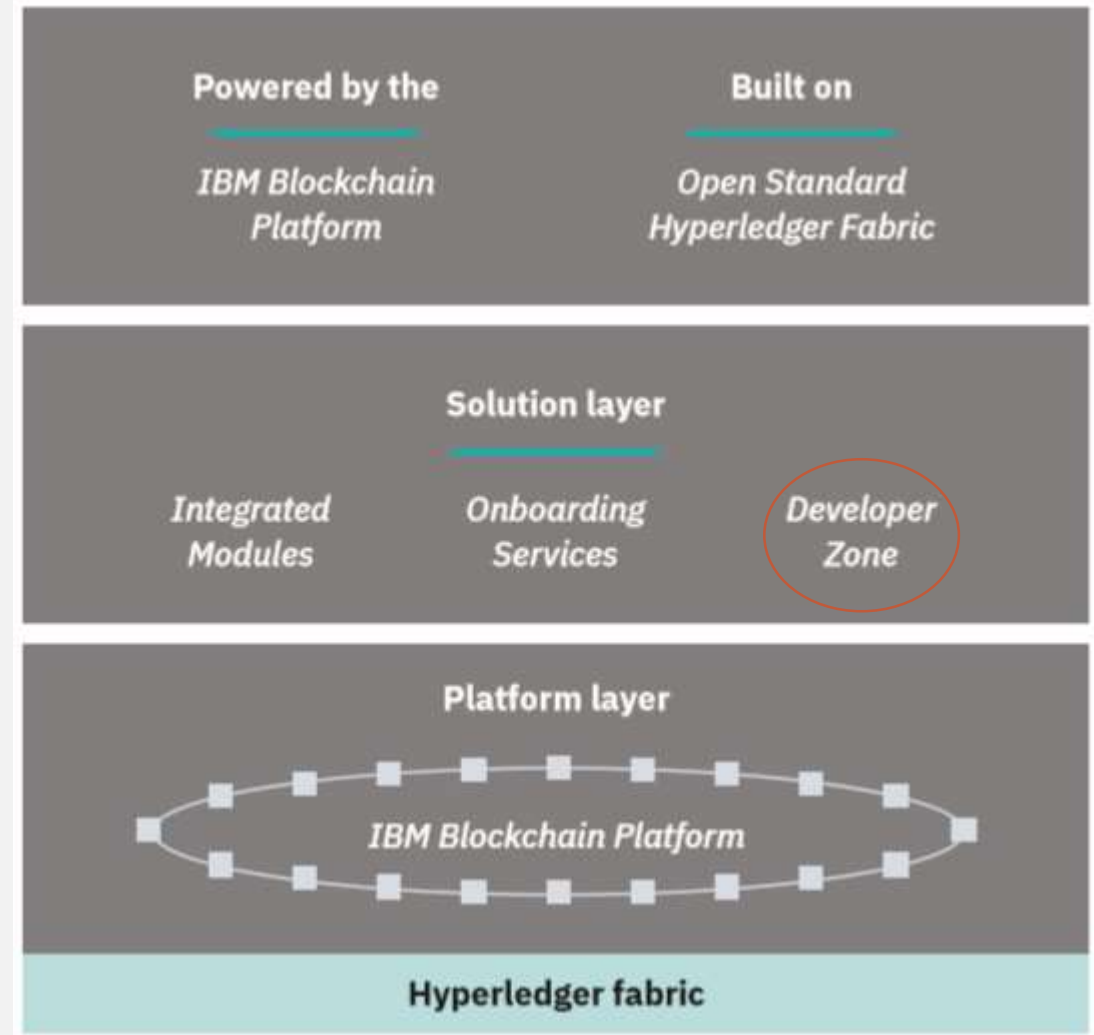 Powered by the
Built on
IBM Blockchain
Platform
Open Standard
Hyperledger Fabric
Solution layer
Integrated
Modules
Onboarding
Services
Developer
Zone
Platform layer
IBM Blockchain Platform
Hyperledger fabric